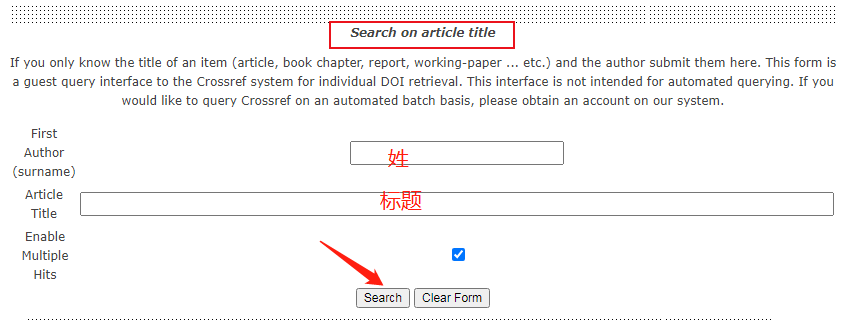 Search on article title
If you only know the title of an item (article, book chapter, report, working-paper ... etc.) and the author submit them here. This form is
a guest query interface to the Crossref system for individual DOI retrieval. This interface is not intended for automated querying. If you
would like to query Crossref on an automated batch basis, please obtain an account on our system.
First
Author
(surname)
姓
Article
Title
标题
Enable
Multiple
Hits
Search Clear Form